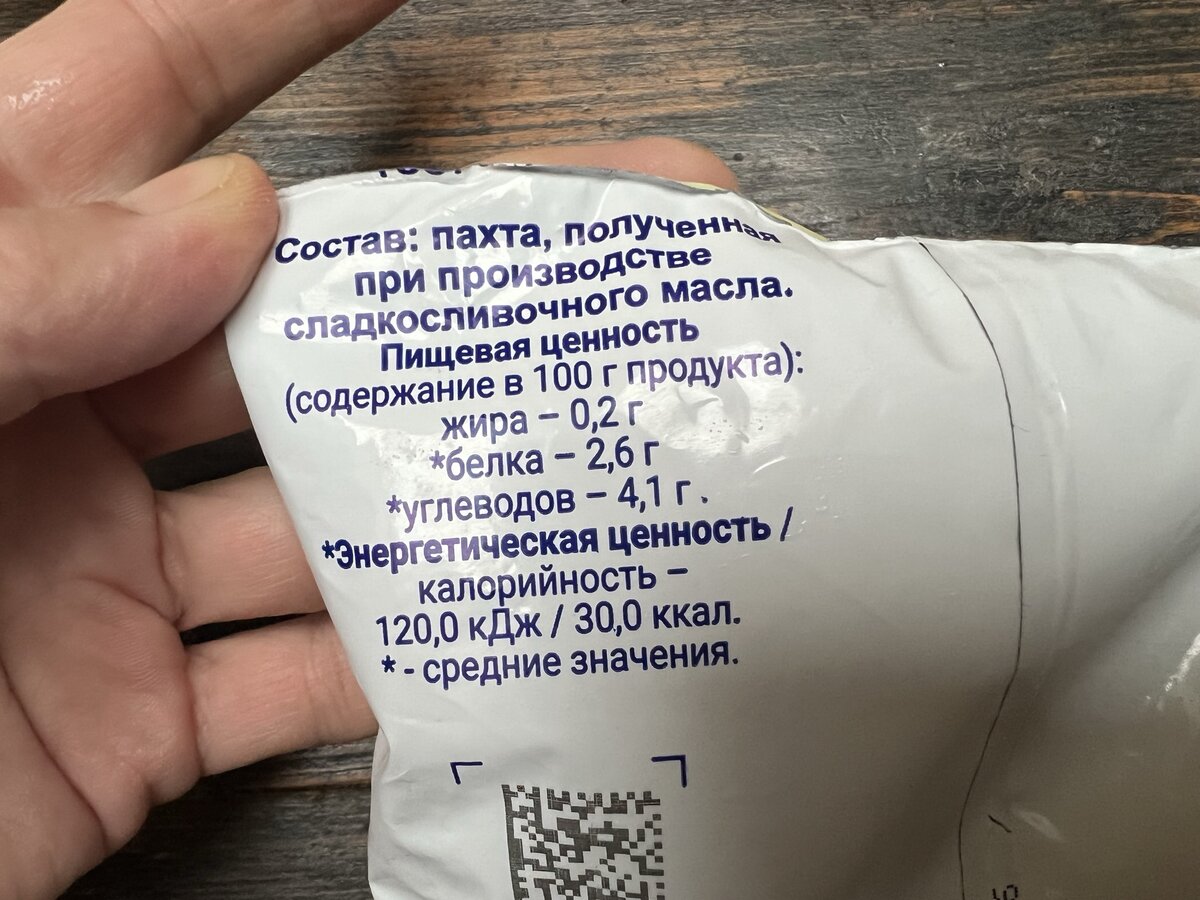 Состав: пахта, полученная
при производстве
сладкосливочного масла.
Пищевая ценность
(содержание в 100 г продукта):
жира – 0,2 г
*белка – 2,6 г
*углеводов – 4,1 г.
*Энергетическая ценность /
калорийность –
120,0 кДж / 30,0 ккал.
* - средние значения.